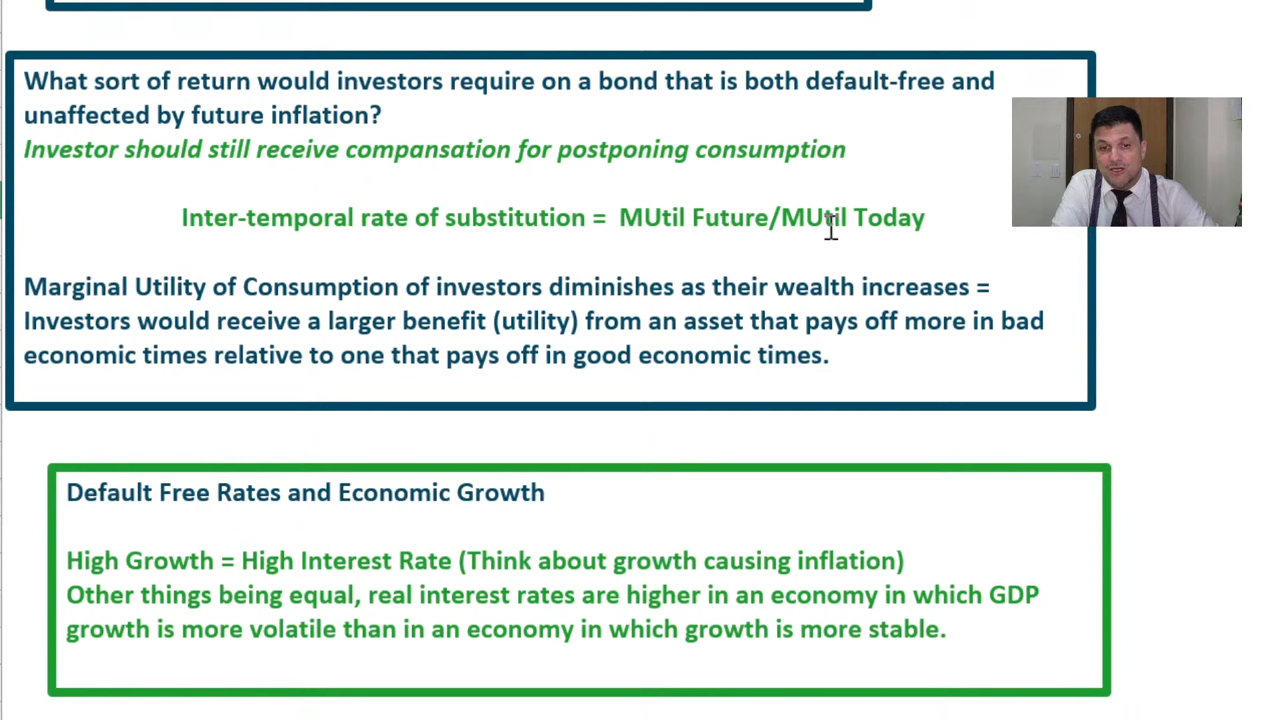 What sort of return would investors require on a bond that is both default-free and
unaffected by future inflation?
Investor should still receive compansation for postponing consumption
Inter-temporal rate of substitution = MUtil Future/MUtil Today
Marginal Utility of Consumption of investors diminishes as their wealth increases =
Investors would receive a larger benefit (utility) from an asset that pays off more in bad
economic times relative to one that pays off in good economic times.
Default Free Rates and Economic Growth
High Growth = High Interest Rate (Think about growth causing inflation)
Other things being equal, real interest rates are higher in an economy in which GDP
growth is more volatile than in an economy in which growth is more stable.